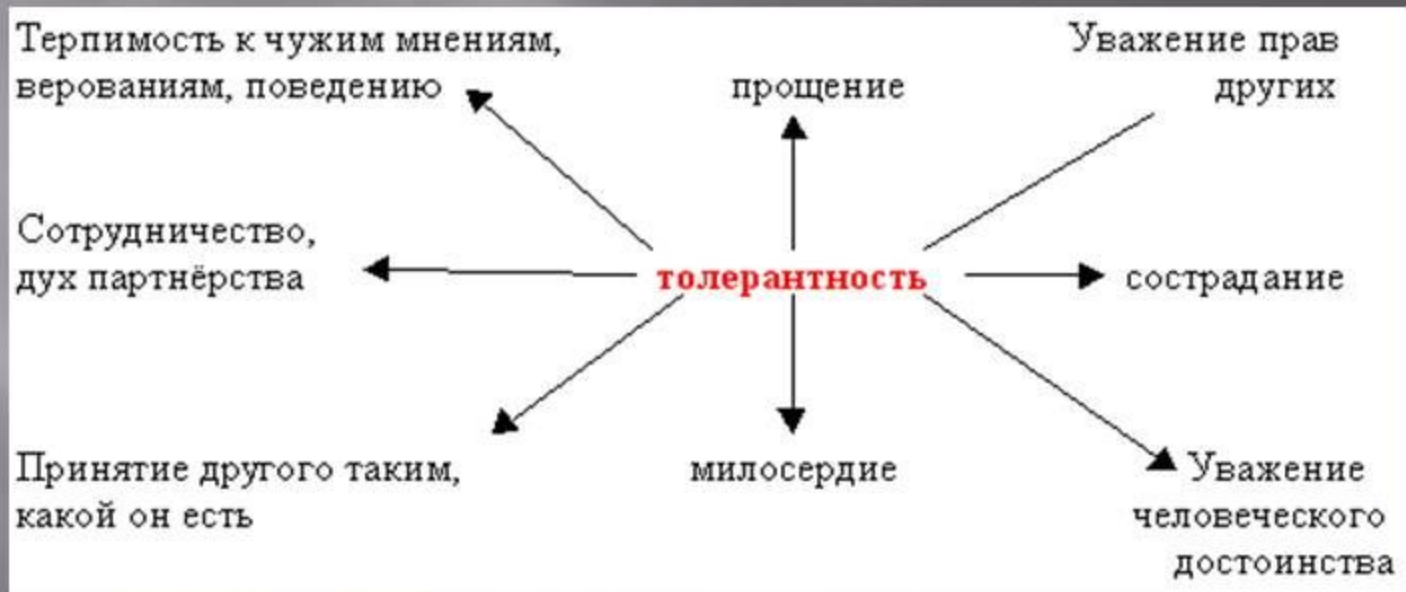 Терпимость к чужим мнениям,
верованиям, поведению
прощение
Уважение прав
других
Сотрудничество,
дух партнёрства
толерантность
сострадание
Принятие другого таким,
какой он есть
милосердие
Уважение
человеческого
достоинства